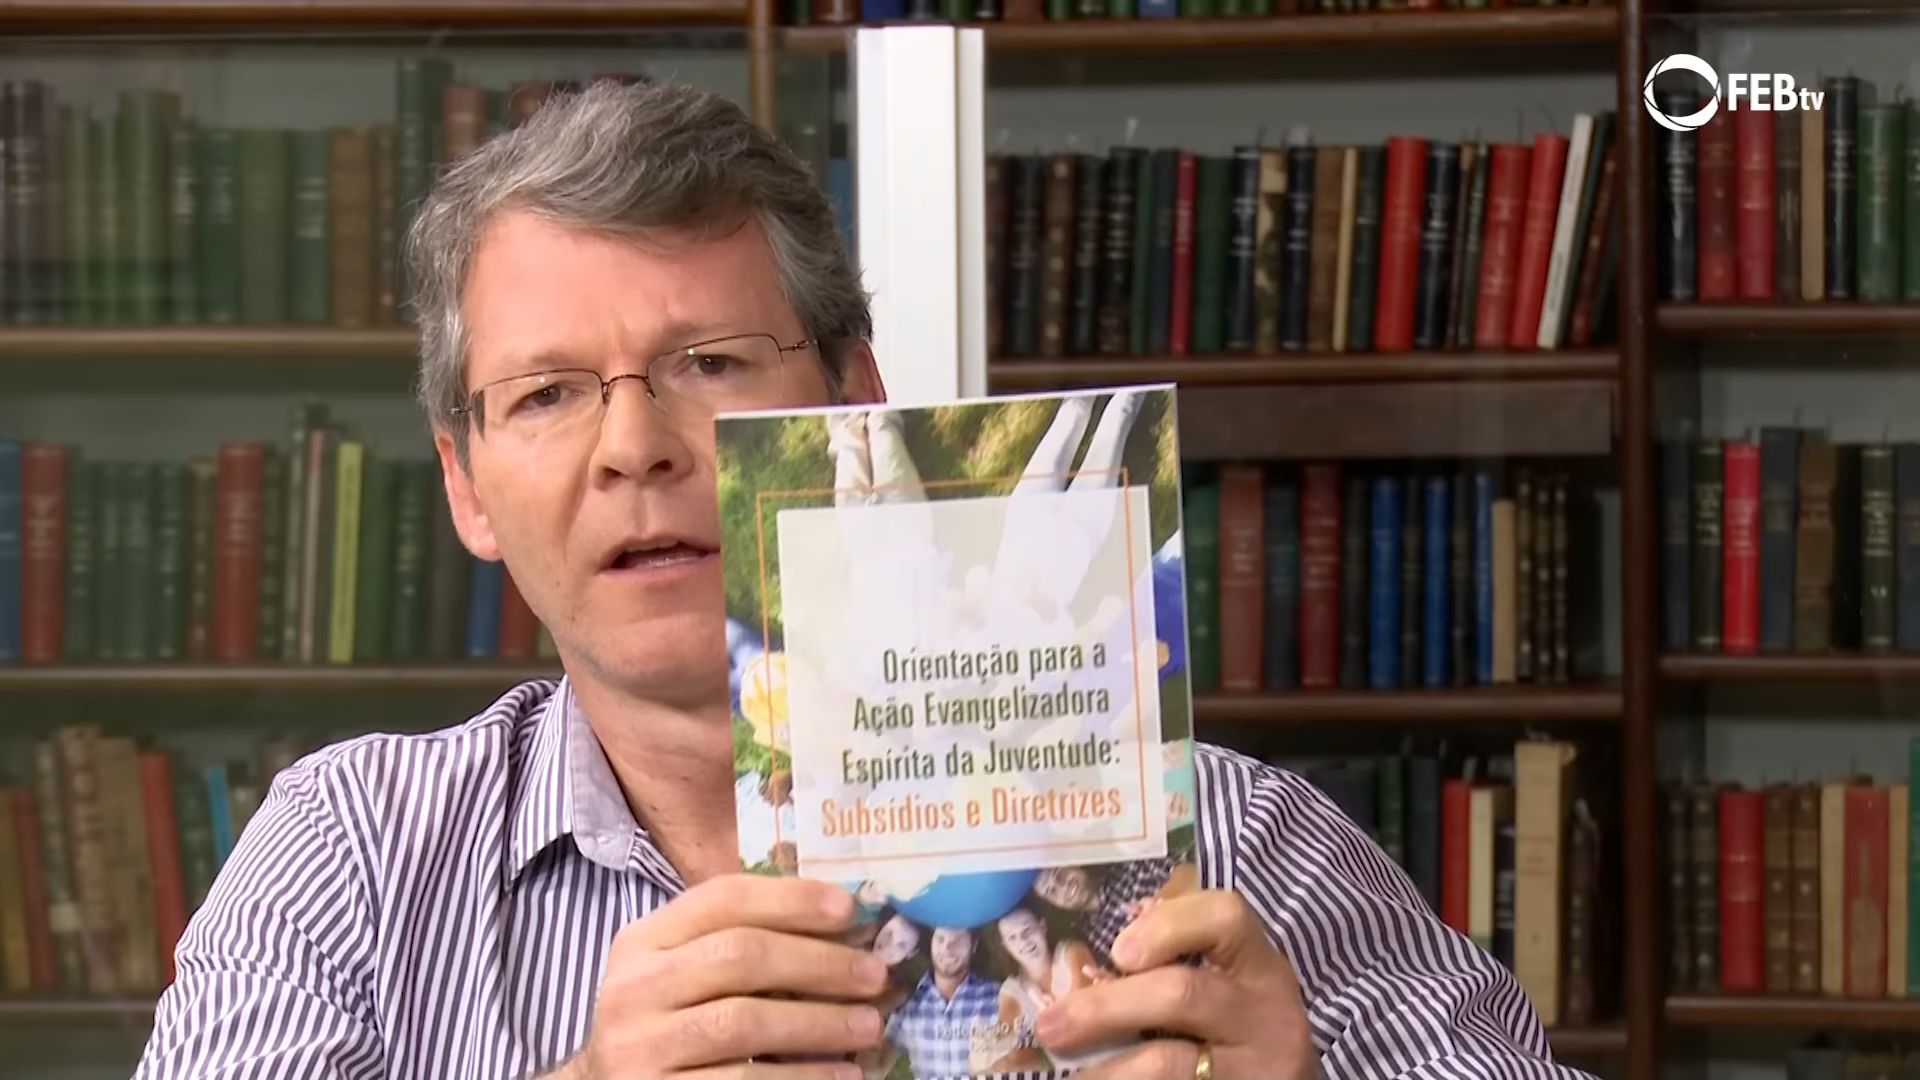 FEBtv
Orientação para a
Ação Evangelizadora
Espírita da Juventude:
Subsídios e Diretrizes